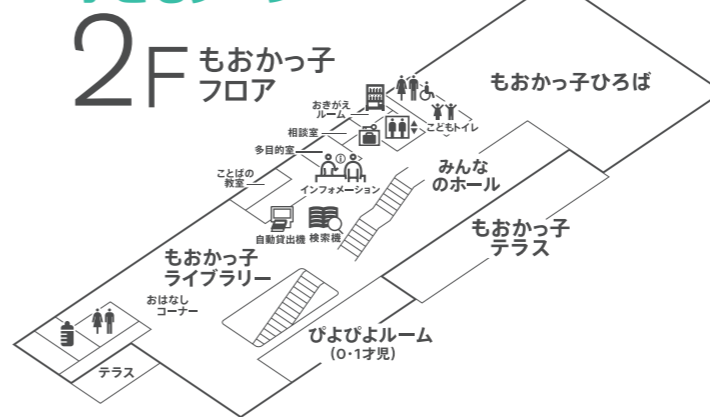 2F もおかっ子
フロア
もおかっ子ひろば
おきがえ
ルーム
こどもトイレ
相談室
多目的室
ことばの
教室
インフォメーション
みんな
のホール
自動貸出機 検索機
もおかっ子
テラス
もおかっ子
ライブラリー
おはなし
コーナー
ぴよぴよルーム
(0・1才児)
テラス